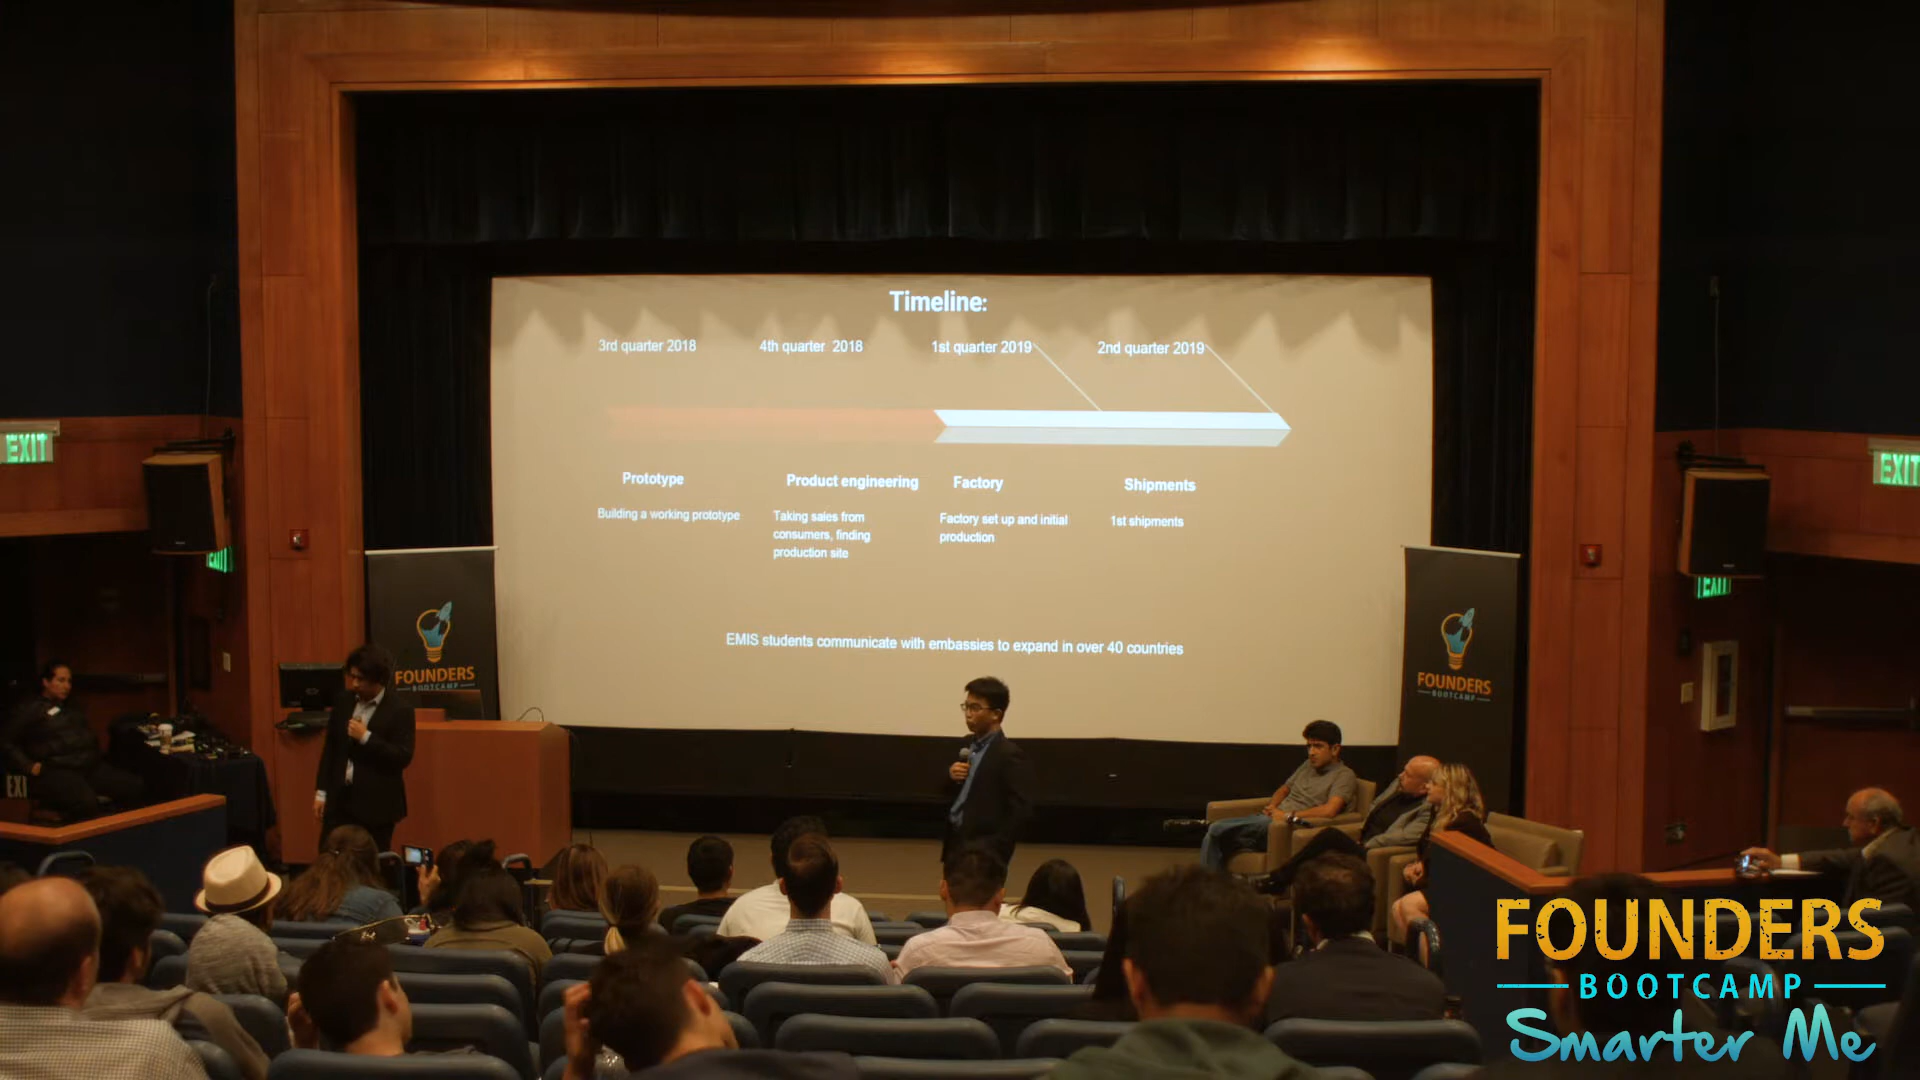 Timeline:
3rd quarter 2018
4th quarter 2018
1st quarter 2019
2nd quarter 2019
Prototype
Building a working prototype
Product engineering
Taking sales from
consumers, finding
production site
Factory
Factory set up and initial
production
Shipments
1st shipments
EMIS students communicate with embassies to expand in over 40 countries
EXIT
EXIT
EXIT
EXIT
EXI
FOUNDERS
BOOTCAMP
FOUNDERS
BOOTCAMP
FOUNDERS
BOOTCAMP
Smarter Me